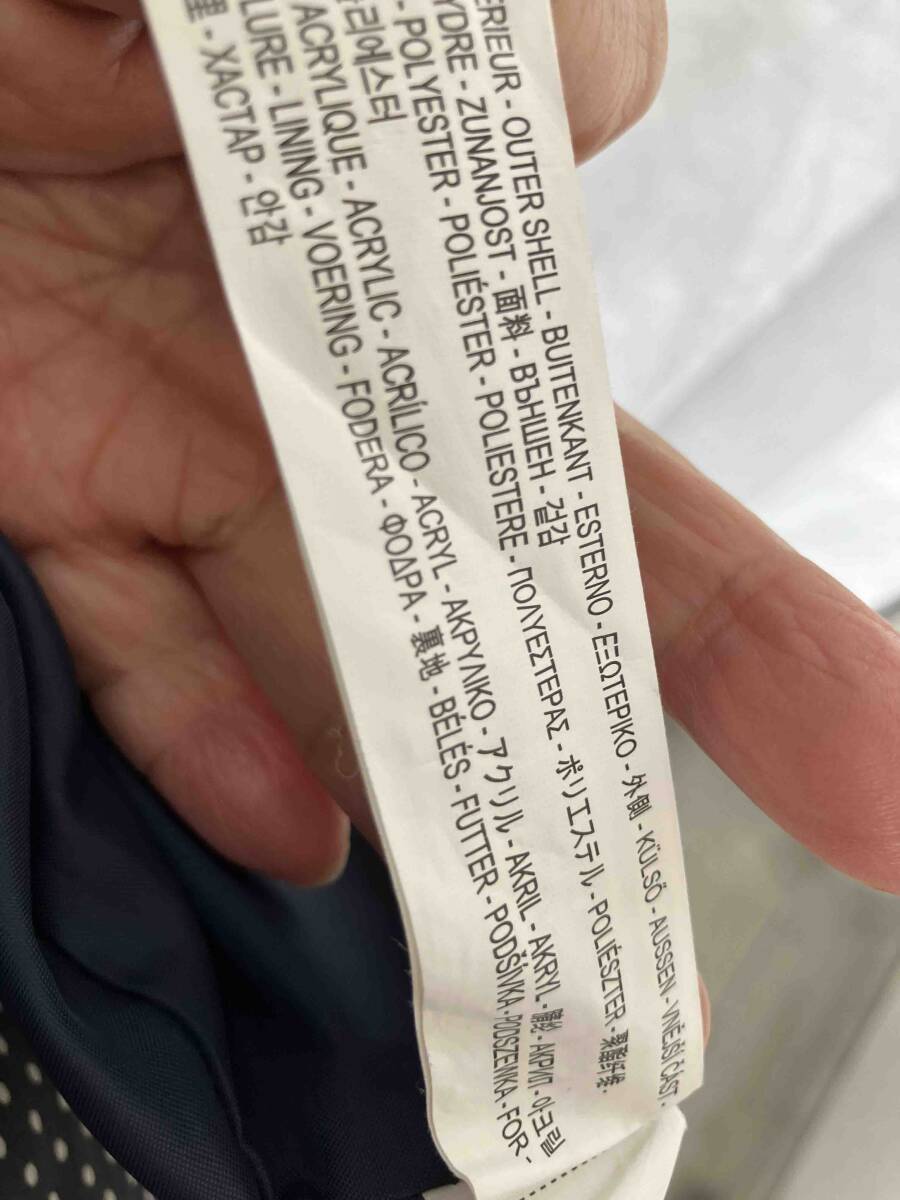 ERIEUR - OUTER SHELL - BUITENKANT - ESTERNO - ΕΞΩΤΕΡΙΚΟ - 外側 - KÜLSŐ - AUSSEN - VNĚJŠÍ ČÁST -
YDRE - ZUNANJOST - 面料 - ВЪНШЕН - 겉감
- POLYESTER - POLIÉSTER - POLIESTERE - ΠΟΛΥΕΣΤΕΡΑΣ - ポリエステル - POLIÉSZTER - 聚酯纤维 -
리에스터
ACRYLIQUE - ACRYLIC - ACRÍLICO - ACRYL - ΑΚΡΥΛΙΚΟ - アクリル - AKRIL - AKRYL - 腈纶 - АКРИЛ - 아크릴
LURE - LINING - VOERING - FODERA - ΦΟΔΡΑ - 裏地 - BÉLÉS - FUTTER - PODŠÍVKA - PODSZENKA - FOR -
里 - ХАСТАР - 안감